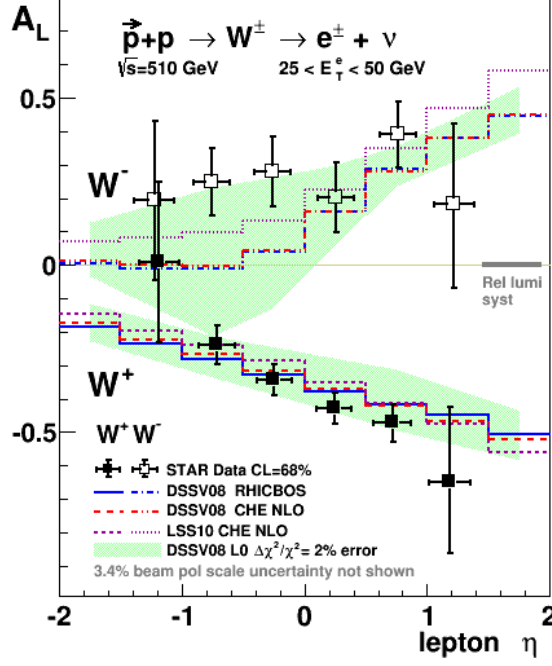 A_L
p+p → W^± → e^± + ν
√s=510 GeV 25 < E_T^e < 50 GeV
0.5
W^-
0
Rel lumi
syst
W^+
-0.5
W^+ W^-
STAR Data CL=68%
DSSV08 RHICBOS
DSSV08 CHE NLO
LSS10 CHE NLO
DSSV08 L0 Δχ²/χ² = 2% error
3.4% beam pol scale uncertainty not shown
-2 -1 0 1 2
lepton η